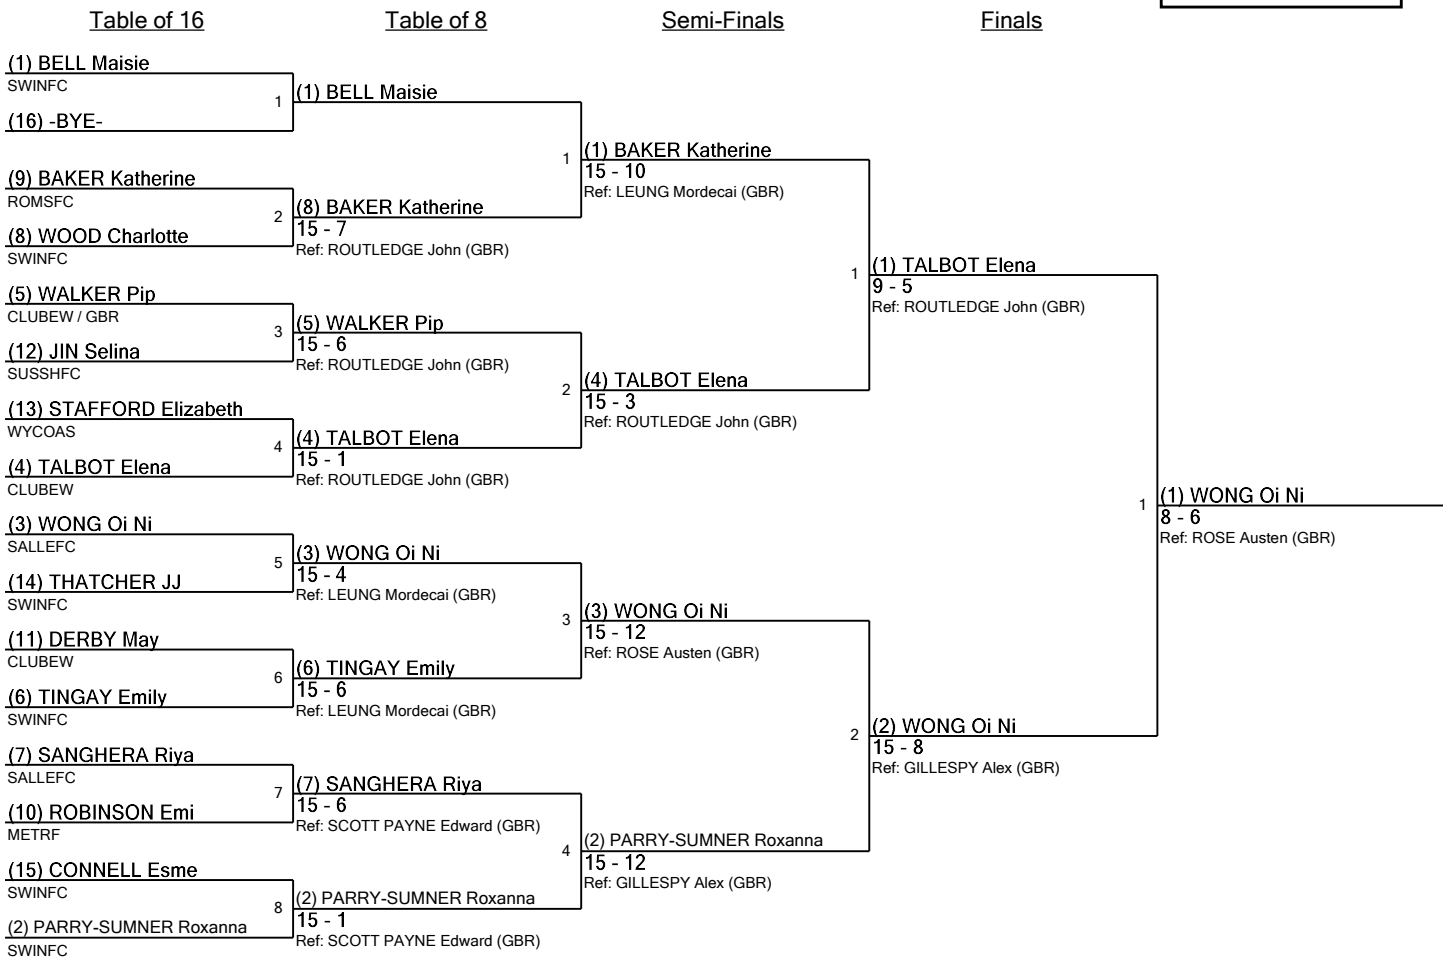 Table of 16
Table of 8
Semi-Finals
Finals
(1) BELL Maisie
SWINFC
1
(16) -BYE-
(9) BAKER Katherine
ROMSFC
2
(8) WOOD Charlotte
SWINFC
(5) WALKER Pip
CLUBEW / GBR
3
(12) JIN Selina
SUSSHFC
(13) STAFFORD Elizabeth
WYCOAS
4
(4) TALBOT Elena
CLUBEW
(3) WONG Oi Ni
SALLEFC
5
(14) THATCHER JJ
SWINFC
(11) DERBY May
CLUBEW
6
(6) TINGAY Emily
SWINFC
(7) SANGHERA Riya
SALLEFC
7
(10) ROBINSON Emi
METRF
(15) CONNELL Esme
SWINFC
8
(2) PARRY-SUMNER Roxanna
SWINFC
(1) BELL Maisie
1
(8) BAKER Katherine
15 - 7
Ref: ROUTLEDGE John (GBR)
(5) WALKER Pip
15 - 6
Ref: ROUTLEDGE John (GBR)
2
(4) TALBOT Elena
15 - 1
Ref: ROUTLEDGE John (GBR)
(3) WONG Oi Ni
15 - 4
Ref: LEUNG Mordecai (GBR)
3
(6) TINGAY Emily
15 - 6
Ref: LEUNG Mordecai (GBR)
(7) SANGHERA Riya
15 - 6
Ref: SCOTT PAYNE Edward (GBR)
4
(2) PARRY-SUMNER Roxanna
15 - 1
Ref: SCOTT PAYNE Edward (GBR)
(1) BAKER Katherine
15 - 10
Ref: LEUNG Mordecai (GBR)
1
(4) TALBOT Elena
15 - 3
Ref: ROUTLEDGE John (GBR)
(3) WONG Oi Ni
15 - 12
Ref: ROSE Austen (GBR)
2
(2) PARRY-SUMNER Roxanna
15 - 12
Ref: GILLESPY Alex (GBR)
(1) TALBOT Elena
9 - 5
Ref: ROUTLEDGE John (GBR)
1
(2) WONG Oi Ni
15 - 8
Ref: GILLESPY Alex (GBR)
(1) WONG Oi Ni
8 - 6
Ref: ROSE Austen (GBR)